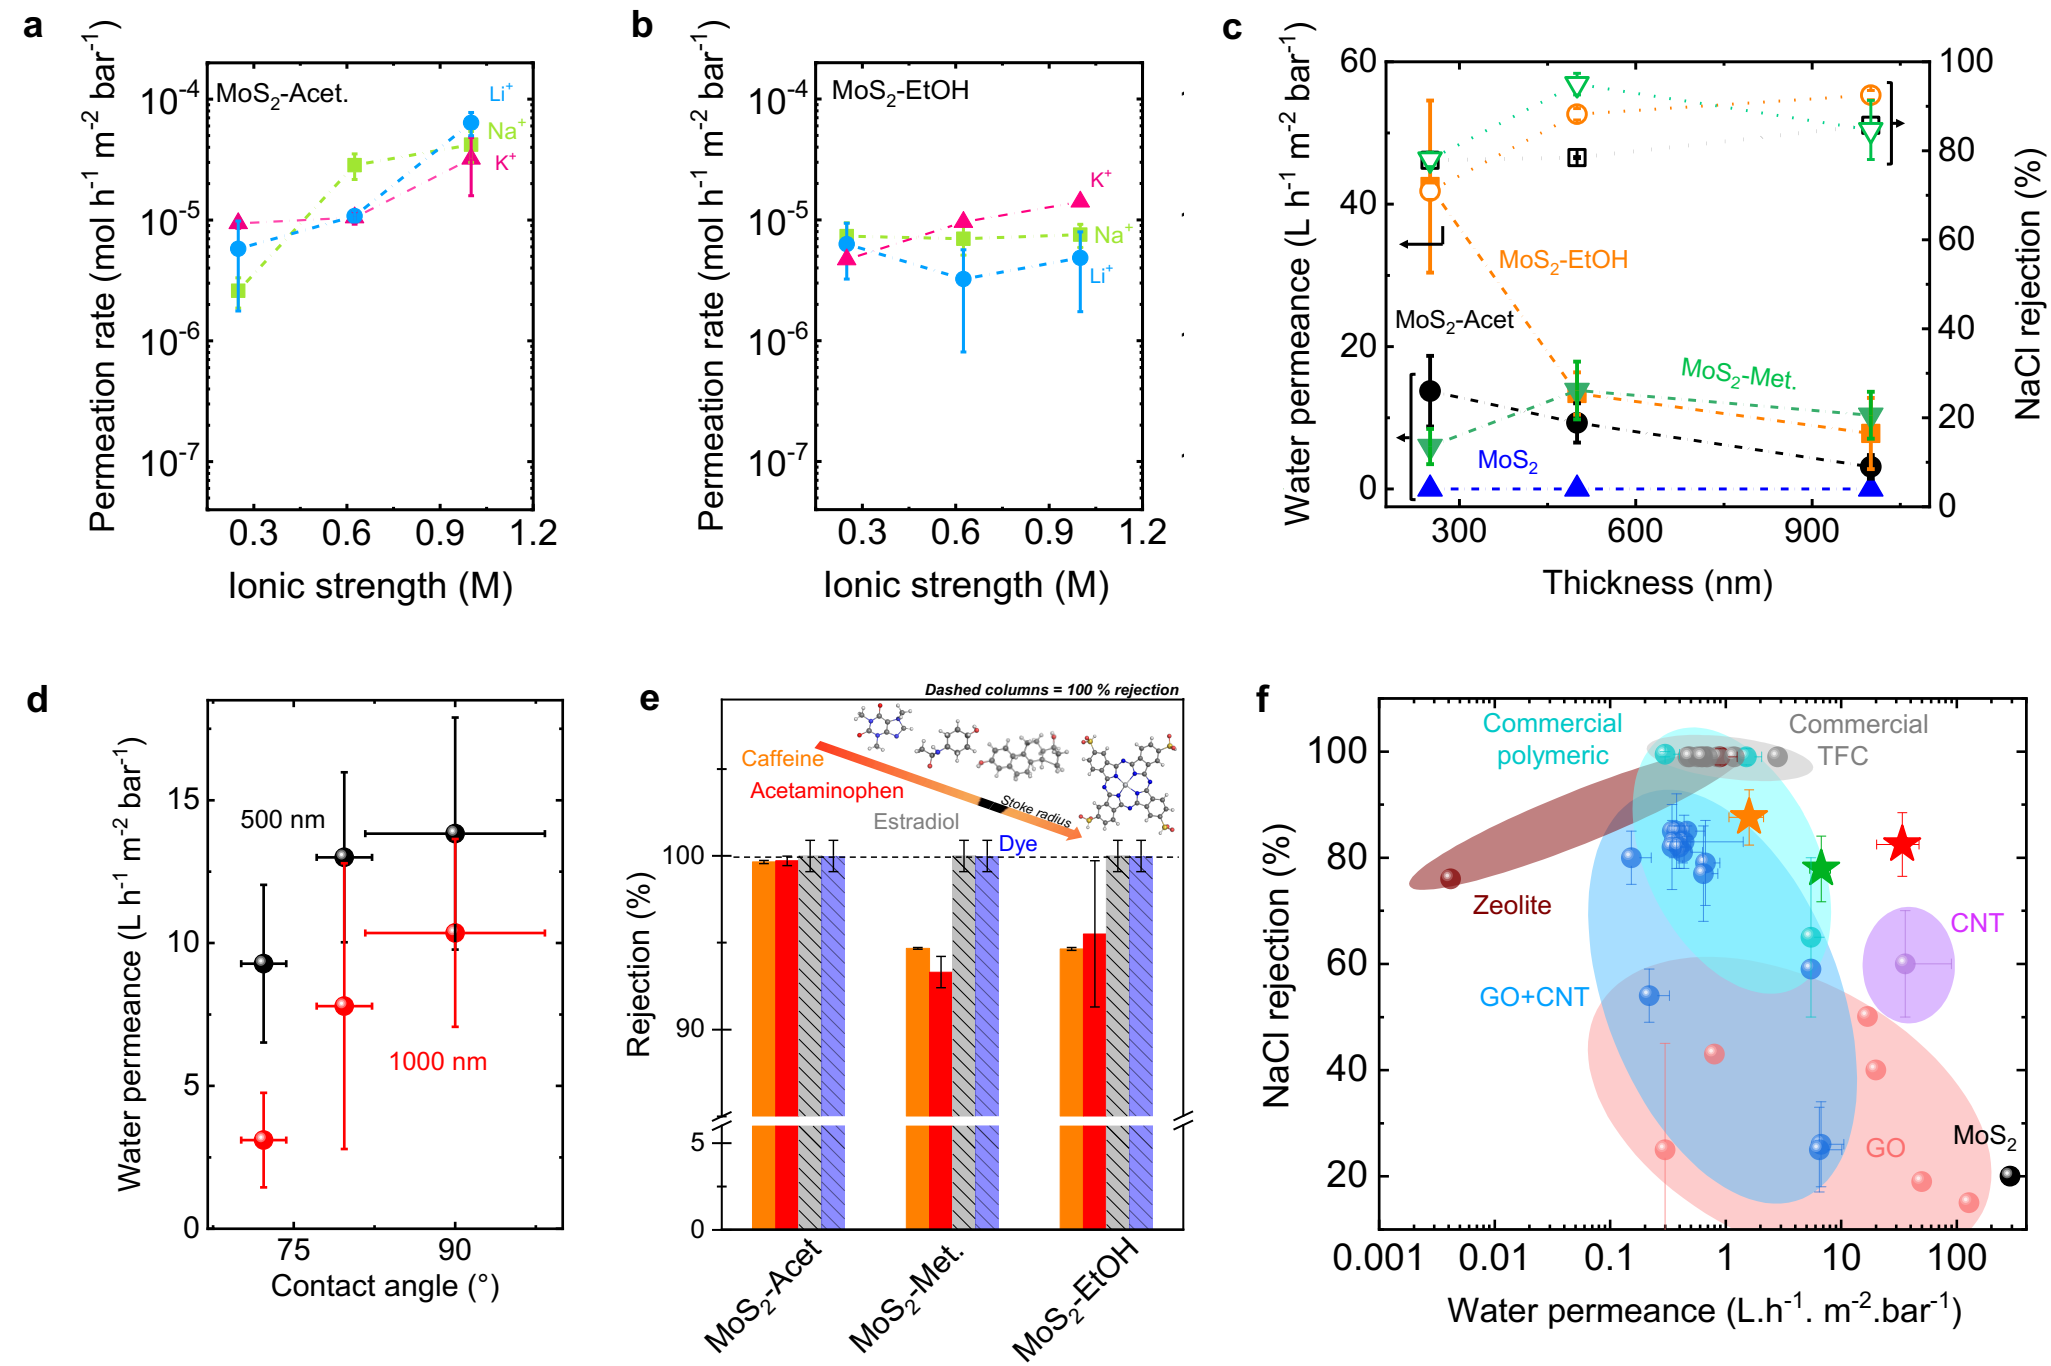 a
Permeation rate (mol h⁻¹ m⁻² bar⁻¹)
10⁻⁴
10⁻⁵
10⁻⁶
10⁻⁷
MoS₂-Acet.
Li⁺
Na⁺
K⁺
0.3 0.6 0.9 1.2
Ionic strength (M)
b
Permeation rate (mol h⁻¹ m⁻² bar⁻¹)
10⁻⁴
10⁻⁵
10⁻⁶
10⁻⁷
MoS₂-EtOH
K⁺
Na⁺
Li⁺
0.3 0.6 0.9 1.2
Ionic strength (M)
c
Water permeance (L h⁻¹ m⁻² bar⁻¹)
60
40
20
0
MoS₂-EtOH
MoS₂-Acet
MoS₂-Met.
MoS₂
100
80
60
40
20
0
NaCl rejection (%)
300 600 900
Thickness (nm)
d
Water permeance (L h⁻¹ m⁻² bar⁻¹)
15
10
5
0
500 nm
1000 nm
75 90
Contact angle (°)
e
Dashed columns = 100 % rejection
Caffeine
Acetaminophen
Estradiol
Stoke radius
Dye
Rejection (%)
100
90
5
0
MoS₂-Acet
MoS₂-Met.
MoS₂-EtOH
f
NaCl rejection (%)
100
80
60
40
20
Commercial
polymeric
Commercial
TFC
Zeolite
CNT
GO+CNT
GO
MoS₂
0.001 0.01 0.1 1 10 100
Water permeance (L.h⁻¹. m⁻².bar⁻¹)